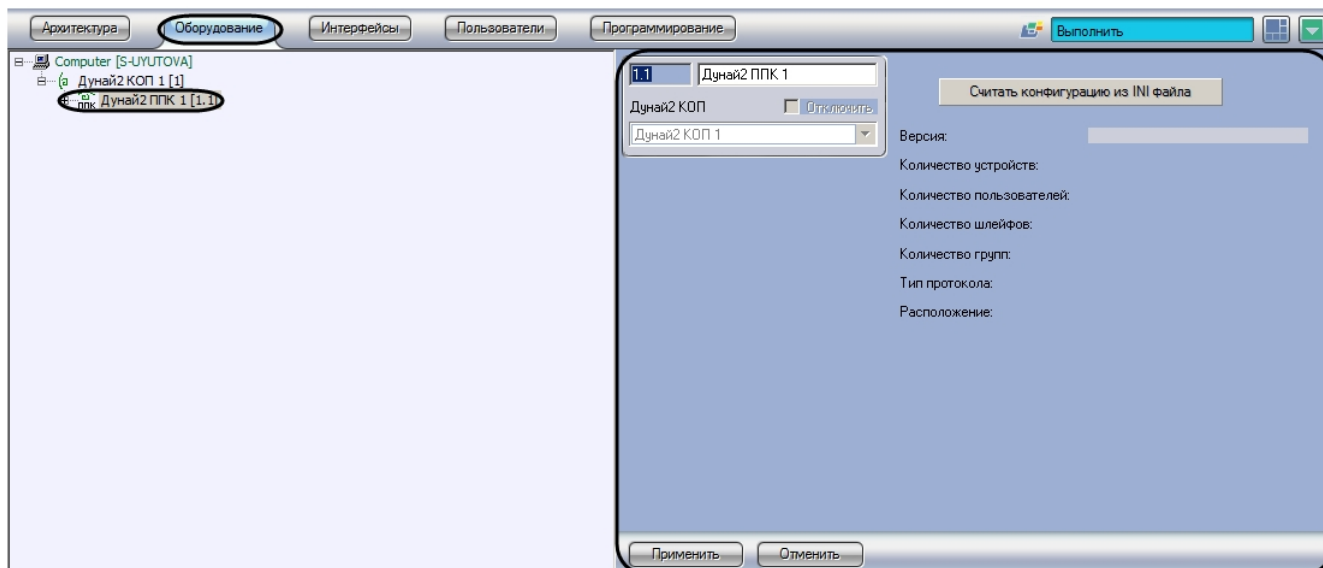 Архитектура Оборудование Интерфейсы Пользователи Программирование Выполнить
Computer [S-UYUTOVA]
Дунай2 КОП 1 [1]
ппк Дунай2 ППК 1 [1.1]
1.1 Дунай2 ППК 1
Дунай2 КОП Отключить
Дунай2 КОП 1
Считать конфигурацию из INI файла
Версия:
Количество устройств:
Количество пользователей:
Количество шлейфов:
Количество групп:
Тип протокола:
Расположение:
Применить Отменить